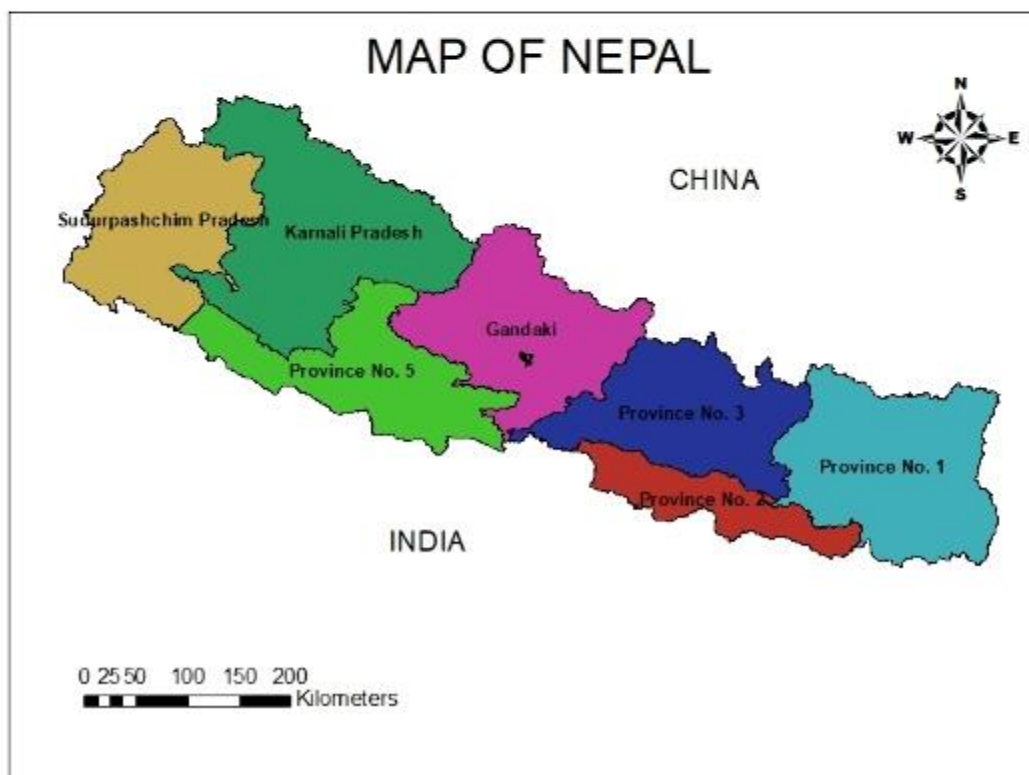 MAP OF NEPAL
N
W E
S
CHINA
Sudurpashchim Pradesh
Karnali Pradesh
Gandaki
Province No. 5
Province No. 3
Province No. 1
Province No. 2
INDIA
0 25 50 100 150 200
Kilometers